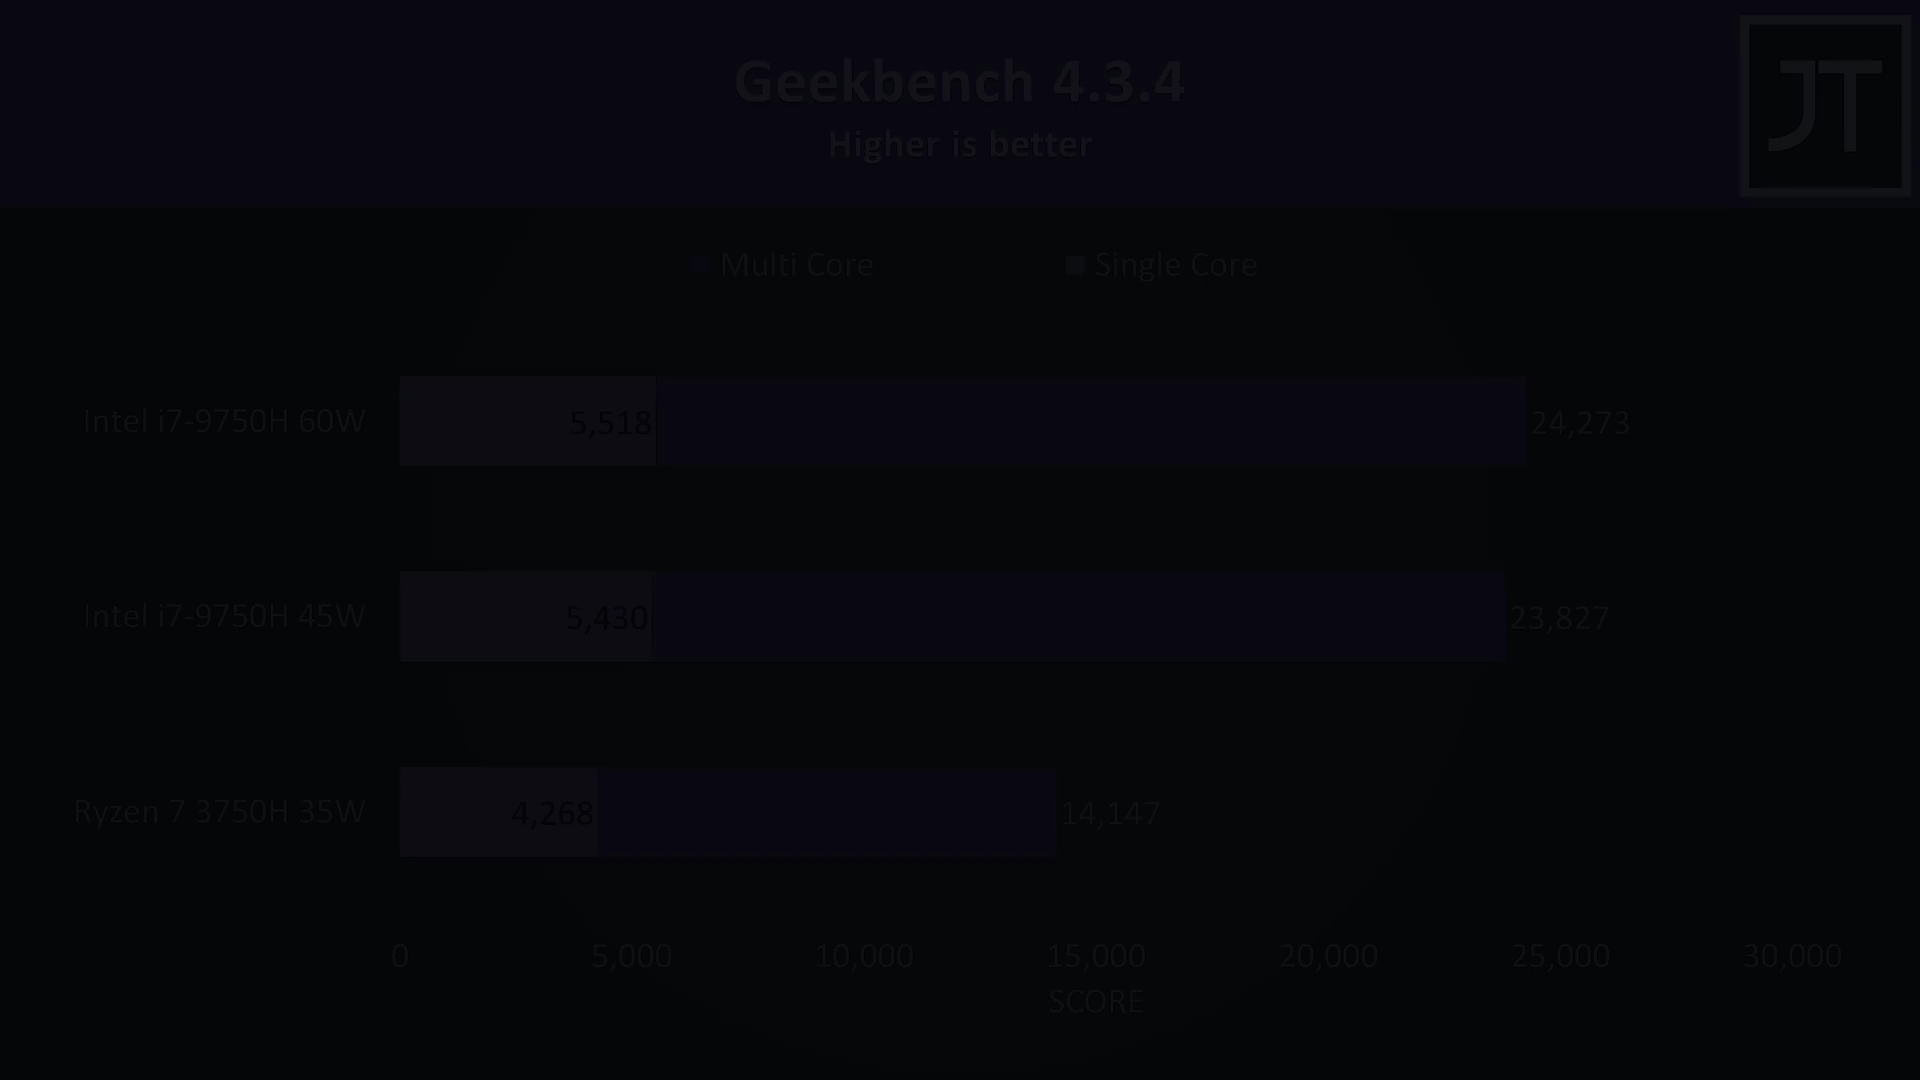 JT
Geekbench 4.3.4
Higher is better
Multi Core
Single Core
Intel i7-9750H 60W
5,518
24,273
Intel i7-9750H 45W
5,430
23,827
Ryzen 7 3750H 35W
4,268
14,147
0
5,000
10,000
15,000
20,000
25,000
30,000
SCORE